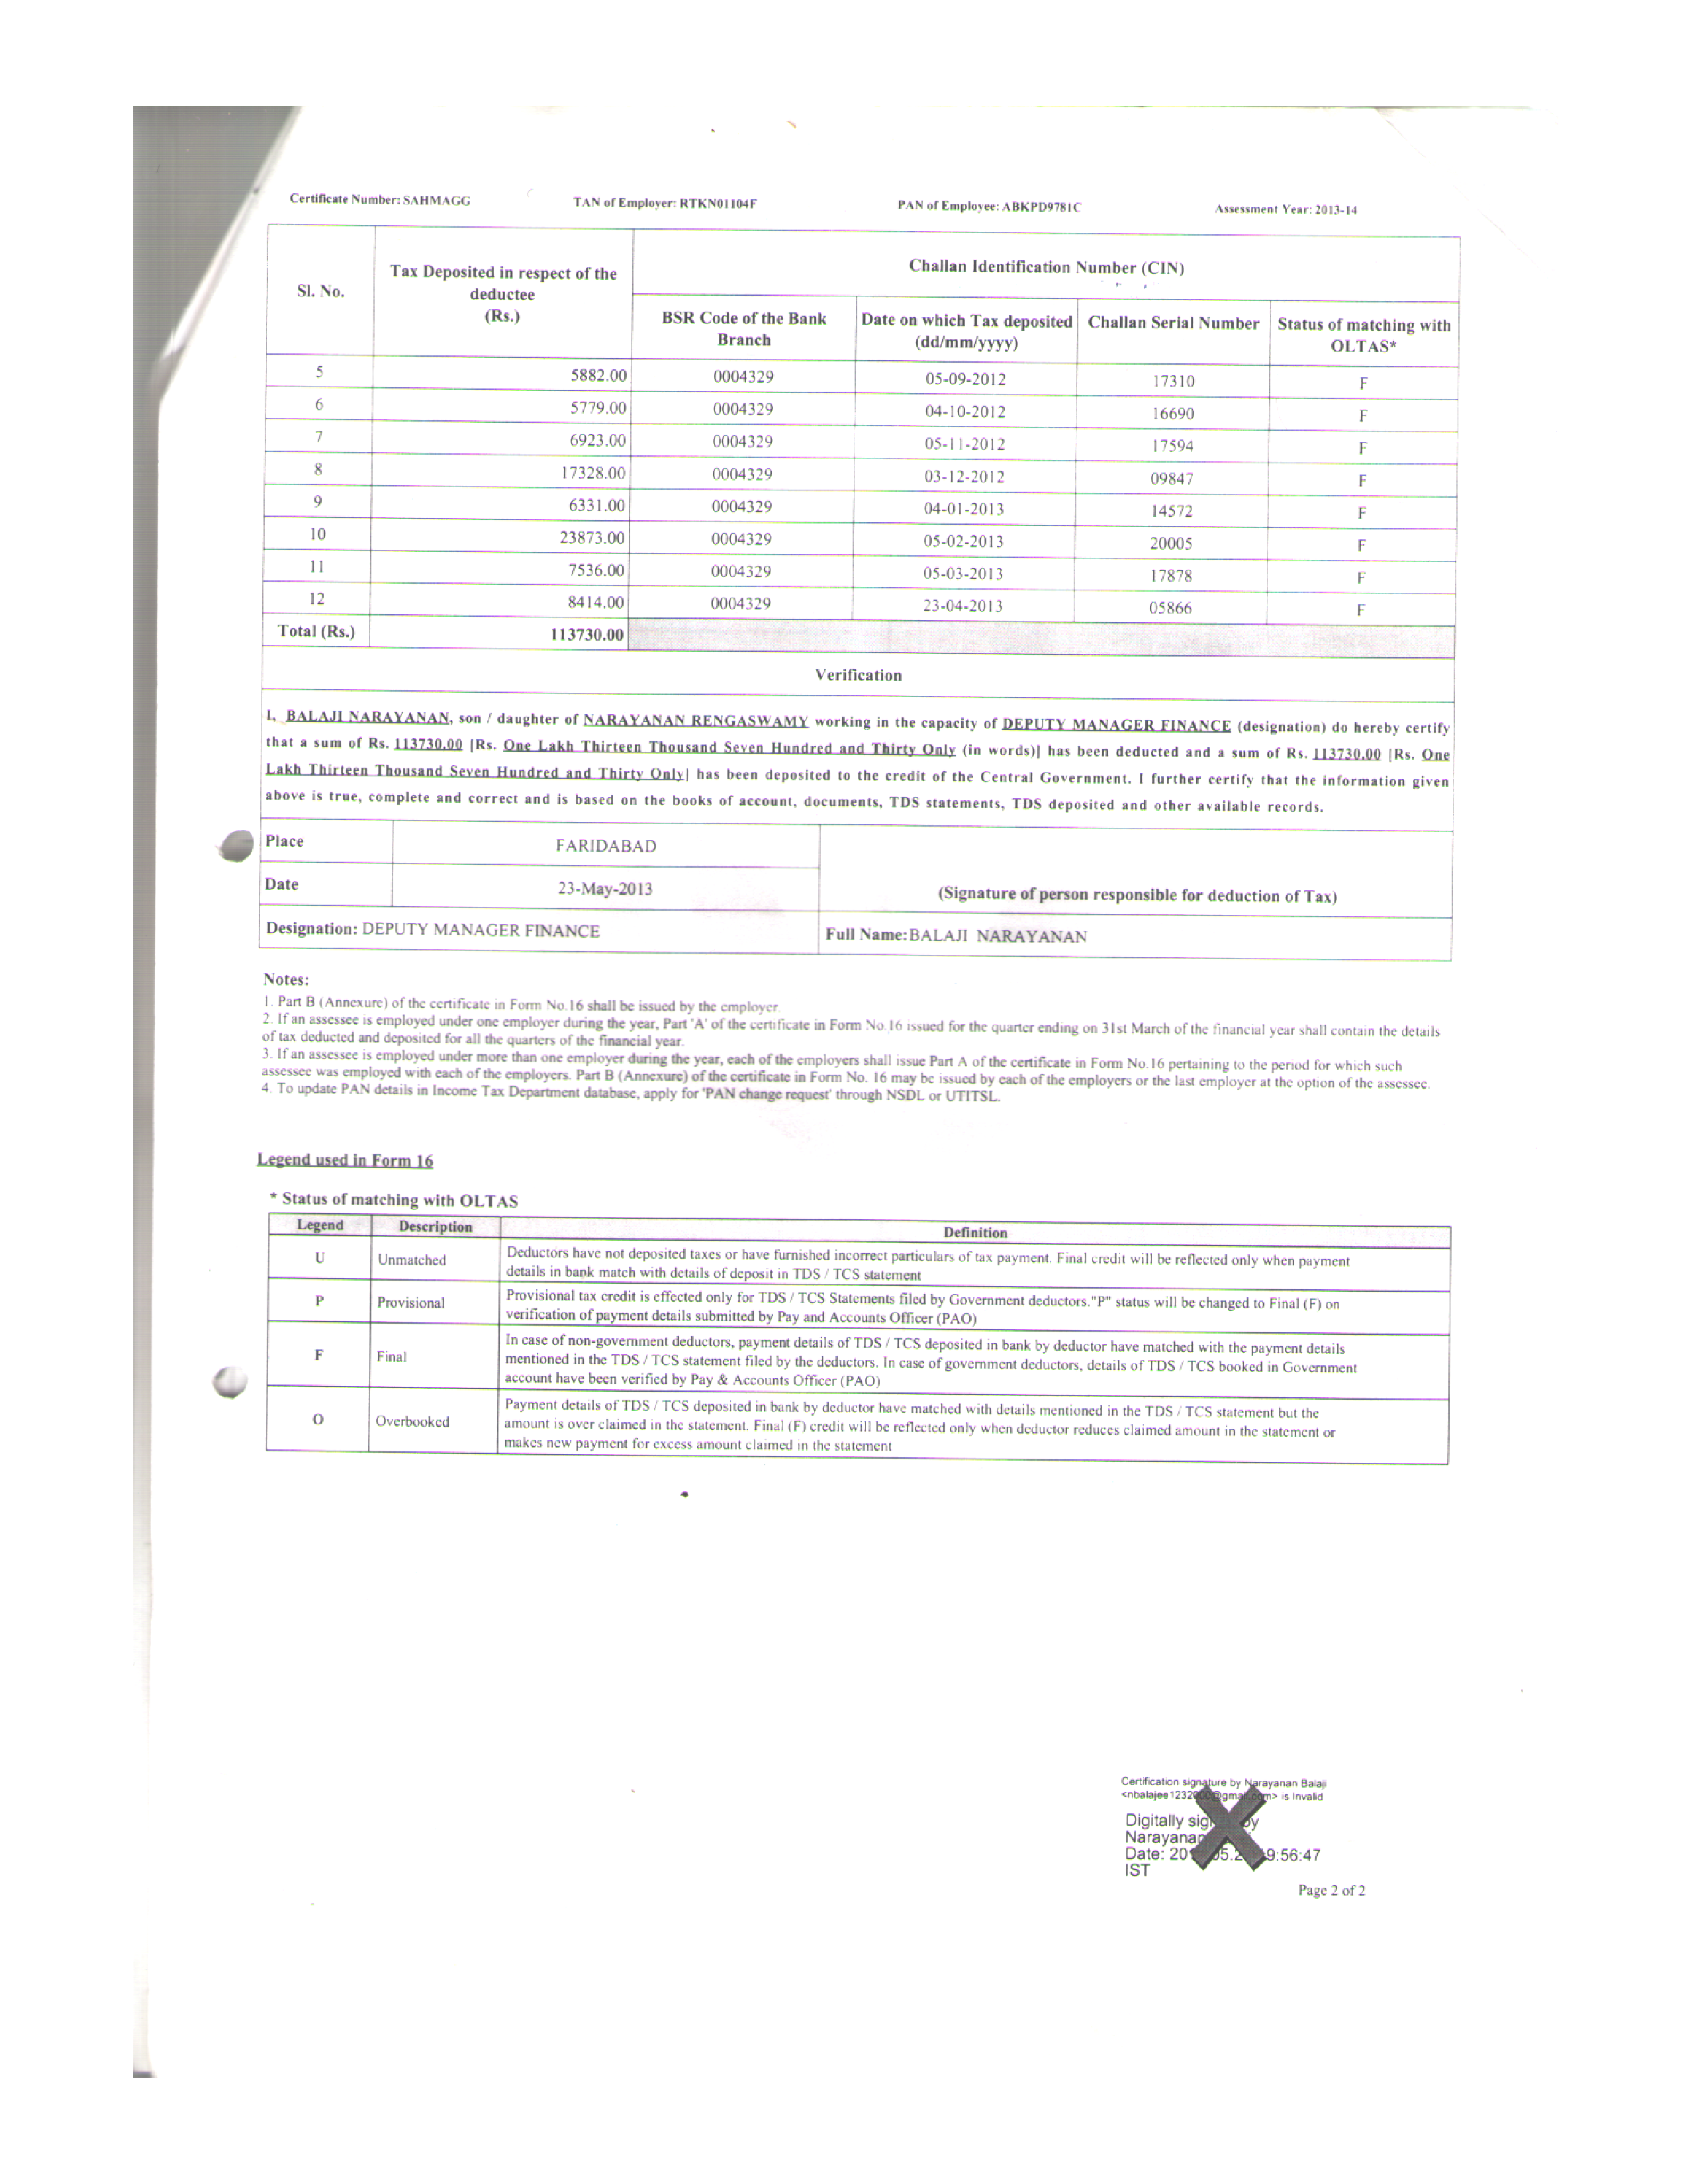 Certificate Number: SAHMAGG TAN of Employer: RTKN01104F PAN of Employee: ABKPD9781C Assessment Year: 2013-14
Sl. No. Tax Deposited in respect of the deductee (Rs.) Challan Identification Number (CIN)
BSR Code of the Bank Branch Date on which Tax deposited (dd/mm/yyyy) Challan Serial Number Status of matching with OLTAS*
5 5882.00 0004329 05-09-2012 17310 F
6 5779.00 0004329 04-10-2012 16690 F
7 6923.00 0004329 05-11-2012 17594 F
8 17328.00 0004329 03-12-2012 09847 F
9 6331.00 0004329 04-01-2013 14572 F
10 23873.00 0004329 05-02-2013 20005 F
11 7536.00 0004329 05-03-2013 17878 F
12 8414.00 0004329 23-04-2013 05866 F
Total (Rs.) 113730.00
Verification
I, BALAJI NARAYANAN, son / daughter of NARAYANAN RENGASWAMY working in the capacity of DEPUTY MANAGER FINANCE (designation) do hereby certify
that a sum of Rs. 113730.00 [Rs. One Lakh Thirteen Thousand Seven Hundred and Thirty Only (in words)] has been deducted and a sum of Rs. 113730.00 [Rs. One
Lakh Thirteen Thousand Seven Hundred and Thirty Only] has been deposited to the credit of the Central Government. I further certify that the information given
above is true, complete and correct and is based on the books of account, documents, TDS statements, TDS deposited and other available records.
Place FARIDABAD
Date 23-May-2013 (Signature of person responsible for deduction of Tax)
Designation: DEPUTY MANAGER FINANCE Full Name: BALAJI NARAYANAN
Notes:
1. Part B (Annexure) of the certificate in Form No.16 shall be issued by the employer.
2. If an assessee is employed under one employer during the year, Part 'A' of the certificate in Form No.16 issued for the quarter ending on 31st March of the financial year shall contain the details
of tax deducted and deposited for all the quarters of the financial year.
3. If an assessee is employed under more than one employer during the year, each of the employers shall issue Part A of the certificate in Form No.16 pertaining to the period for which such
assessee was employed with each of the employers. Part B (Annexure) of the certificate in Form No. 16 may be issued by each of the employers or the last employer at the option of the assessee.
4. To update PAN details in Income Tax Department database, apply for 'PAN change request' through NSDL or UTITSL.
Legend used in Form 16
* Status of matching with OLTAS
Legend Description Definition
U Unmatched Deductors have not deposited taxes or have furnished incorrect particulars of tax payment. Final credit will be reflected only when payment
details in bank match with details of deposit in TDS / TCS statement
P Provisional Provisional tax credit is effected only for TDS / TCS Statements filed by Government deductors."P" status will be changed to Final (F) on
verification of payment details submitted by Pay and Accounts Officer (PAO)
F Final In case of non-government deductors, payment details of TDS / TCS deposited in bank by deductor have matched with the payment details
mentioned in the TDS / TCS statement filed by the deductors. In case of government deductors, details of TDS / TCS booked in Government
account have been verified by Pay & Accounts Officer (PAO)
O Overbooked Payment details of TDS / TCS deposited in bank by deductor have matched with details mentioned in the TDS / TCS statement but the
amount is over claimed in the statement. Final (F) credit will be reflected only when deductor reduces claimed amount in the statement or
makes new payment for excess amount claimed in the statement
Certification signature by Narayanan Balaji
is Invalid
Digitally by
Date: 9:56:47
IST
Page 2 of 2